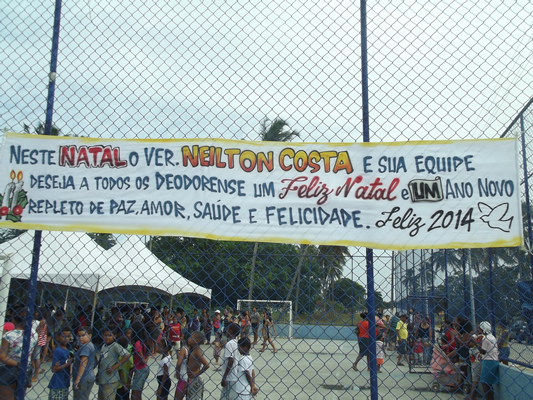 NESTE NATAL O VER. NEILTON COSTA E SUA EQUIPE
DESEJA A TODOS OS DEODORENSE UM Feliz Natal e UM ANO NOVO
REPLETO DE PAZ, AMOR, SAÚDE E FELICIDADE. Feliz 2014